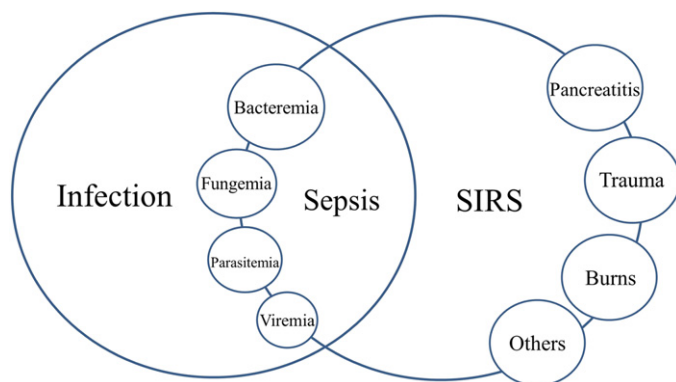 Pancreatitis
Bacteremia
Trauma
Fungemia
Infection
Sepsis
SIRS
Parasitemia
Burns
Viremia
Others